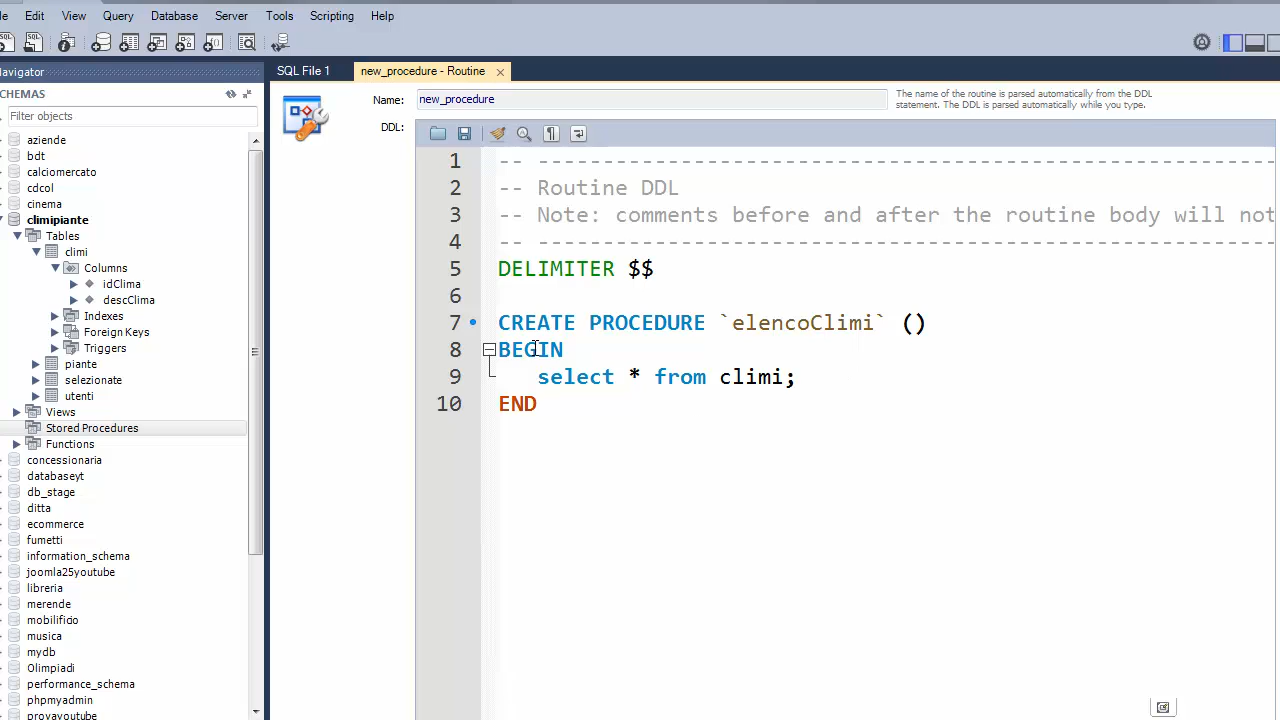 le Edit View Query Database Server Tools Scripting Help
avigator
SQL File 1
new_procedure - Routine
CHEMAS
Filter objects
aziende
bdt
calciomercato
cdcol
cinema
climipiante
Tables
climi
Columns
idClima
descClima
Indexes
Foreign Keys
Triggers
piante
selezionate
utenti
Views
Stored Procedures
Functions
concessionaria
databaseyt
db_stage
ditta
ecommerce
fumetti
information_schema
joomla25youtube
libreria
merende
mobilifido
musica
mydb
Olimpiadi
performance_schema
phpmyadmin
provayoutube
Name:
new_procedure
The name of the routine is parsed automatically from the DDL
statement. The DDL is parsed automatically while you type.
DDL:
1 -- ----------------------------------------------------------
2 -- Routine DDL
3 -- Note: comments before and after the routine body will not
4 -- ----------------------------------------------------------
5 DELIMITER $$
6
7 CREATE PROCEDURE `elencoClimi` ()
8 BEGIN
9 select * from climi;
10 END